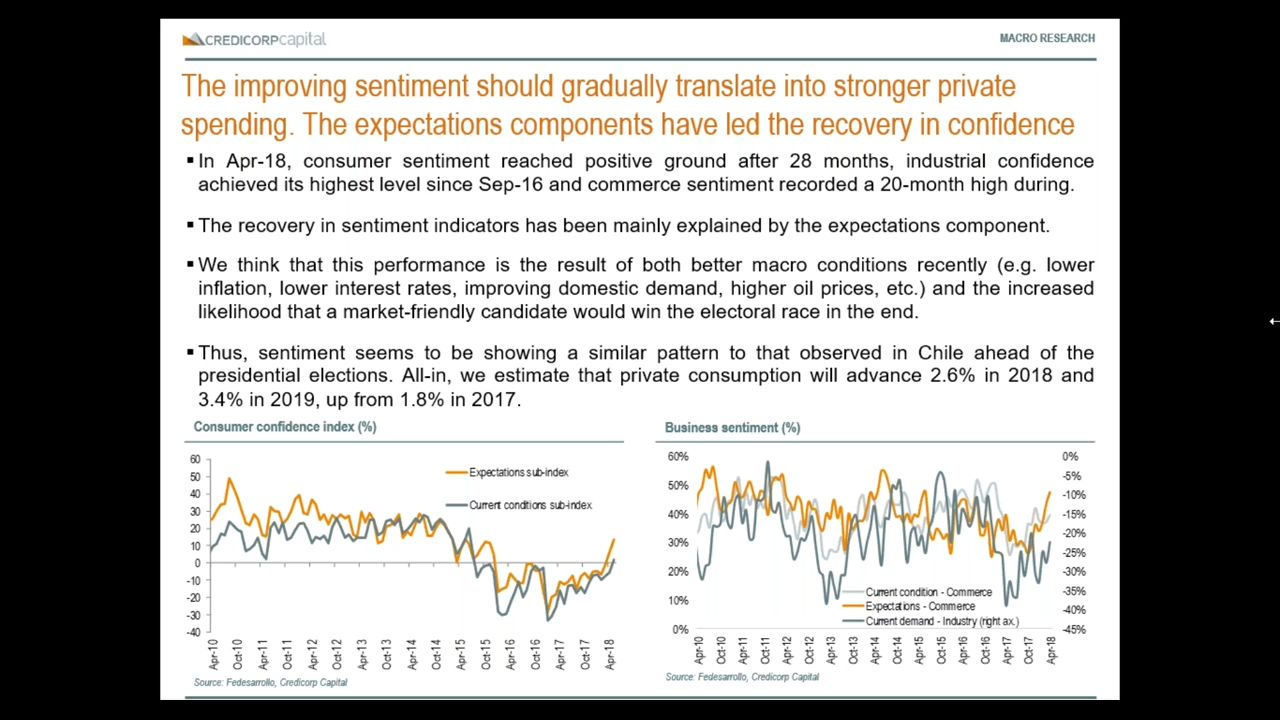 CREDICORPcapital
MACRO RESEARCH
The improving sentiment should gradually translate into stronger private
spending. The expectations components have led the recovery in confidence
▪ In Apr-18, consumer sentiment reached positive ground after 28 months, industrial confidence
achieved its highest level since Sep-16 and commerce sentiment recorded a 20-month high during.
▪ The recovery in sentiment indicators has been mainly explained by the expectations component.
▪ We think that this performance is the result of both better macro conditions recently (e.g. lower
inflation, lower interest rates, improving domestic demand, higher oil prices, etc.) and the increased
likelihood that a market-friendly candidate would win the electoral race in the end.
▪ Thus, sentiment seems to be showing a similar pattern to that observed in Chile ahead of the
presidential elections. All-in, we estimate that private consumption will advance 2.6% in 2018 and
3.4% in 2019, up from 1.8% in 2017.
Consumer confidence index (%)
60
50
40
30
20
10
0
-10
-20
-30
-40
Expectations sub-index
Current conditions sub-index
Apr-10
Oct-10
Apr-11
Oct-11
Apr-12
Oct-12
Apr-13
Oct-13
Apr-14
Oct-14
Apr-15
Oct-15
Apr-16
Oct-16
Apr-17
Oct-17
Apr-18
Source: Fedesarrollo, Credicorp Capital
Business sentiment (%)
60%
50%
40%
30%
20%
10%
0%
0%
-5%
-10%
-15%
-20%
-25%
-30%
-35%
-40%
-45%
Current condition - Commerce
Expectations - Commerce
Current demand - Industry (right ax.)
Apr-10
Oct-10
Apr-11
Oct-11
Apr-12
Oct-12
Apr-13
Oct-13
Apr-14
Oct-14
Apr-15
Oct-15
Apr-16
Oct-16
Apr-17
Oct-17
Apr-18
Source: Fedesarrollo, Credicorp Capital